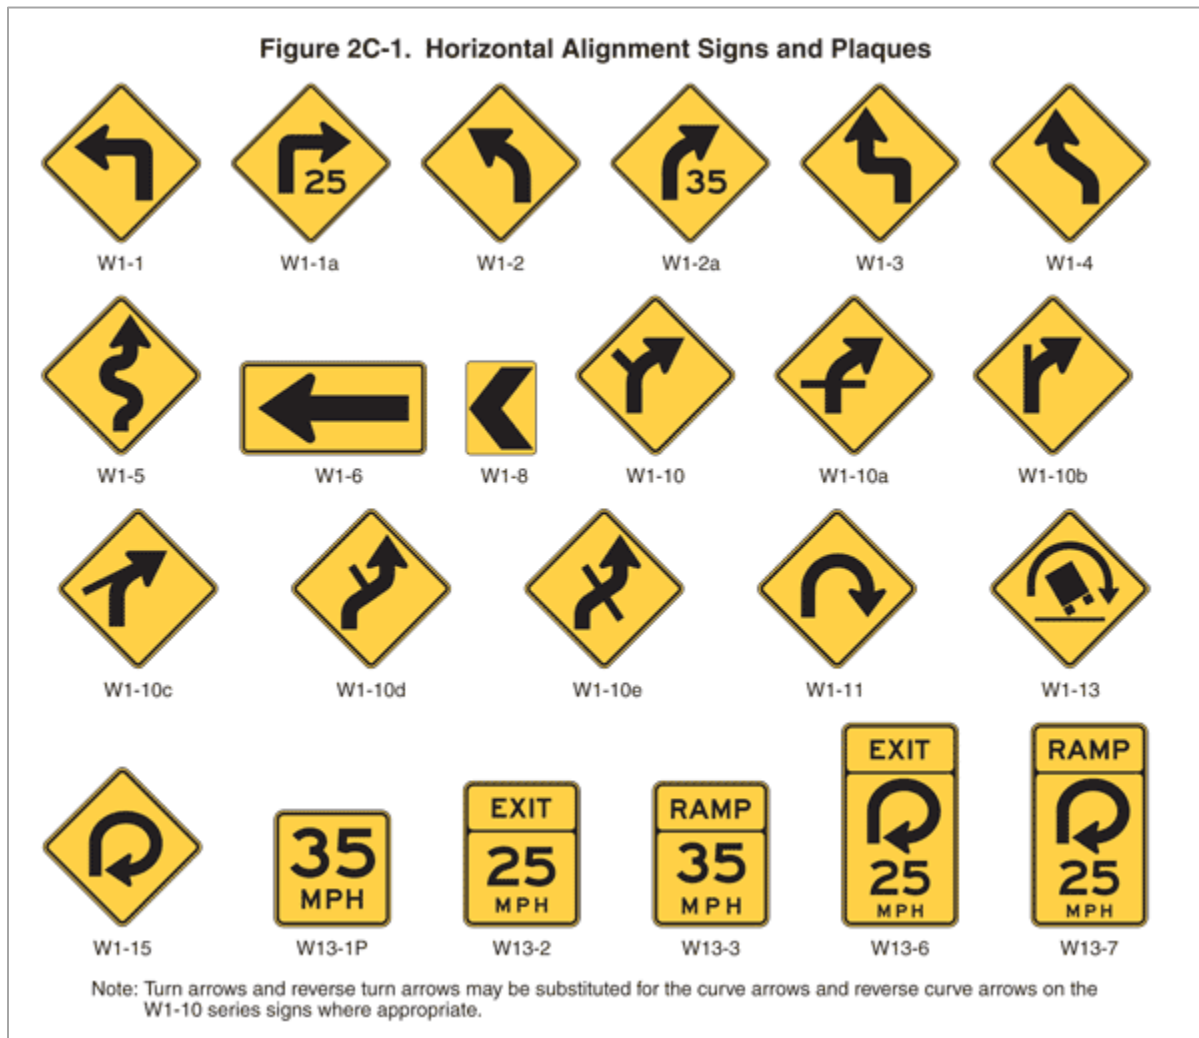 Figure 2C-1. Horizontal Alignment Signs and Plaques
25
35
W1-1 W1-1a W1-2 W1-2a W1-3 W1-4
W1-5 W1-6 W1-8 W1-10 W1-10a W1-10b
W1-10c W1-10d W1-10e W1-11 W1-13
35
MPH
EXIT
25
MPH
RAMP
35
MPH
EXIT
25
MPH
RAMP
25
MPH
W1-15 W13-1P W13-2 W13-3 W13-6 W13-7
Note: Turn arrows and reverse turn arrows may be substituted for the curve arrows and reverse curve arrows on the
W1-10 series signs where appropriate.